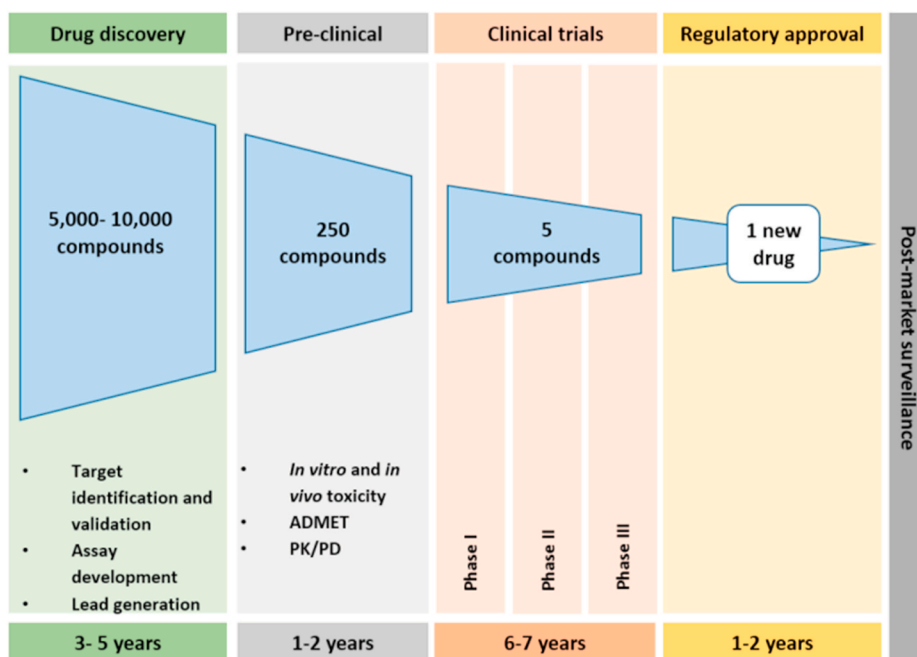 Drug discovery
Pre-clinical
Clinical trials
Regulatory approval
5,000- 10,000
compounds
250
compounds
5
compounds
1 new
drug
Post-market surveillance
• Target
identification and
validation
• Assay
development
• Lead generation
• In vitro and in
vivo toxicity
• ADMET
• PK/PD
Phase I
Phase II
Phase III
3- 5 years
1-2 years
6-7 years
1-2 years